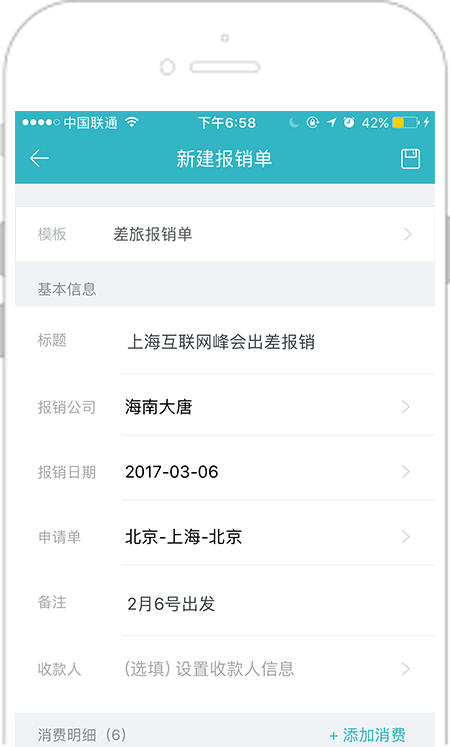 中国联通 下午6:58 42%
新建报销单
模板 差旅报销单
基本信息
标题 上海互联网峰会出差报销
报销公司 海南大唐
报销日期 2017-03-06
申请单 北京-上海-北京
备注 2月6号出发
收款人 (选填) 设置收款人信息
消费明细（6） + 添加消费